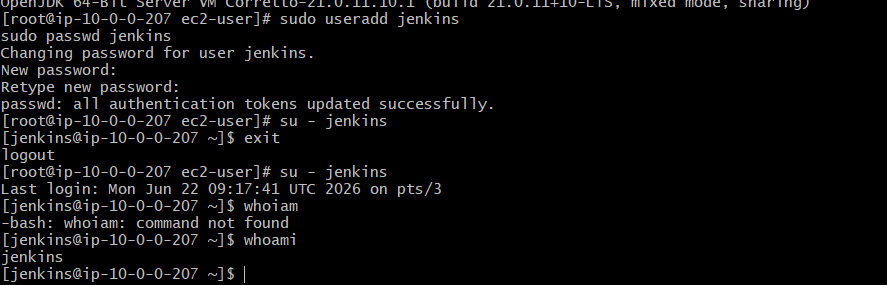 OpenJDK 64-Bit Server VM Corretto-21.0.11.10.1 (build 21.0.11+10-LTS, mixed mode, sharing)
[root@ip-10-0-0-207 ec2-user]# sudo useradd jenkins
sudo passwd jenkins
Changing password for user jenkins.
New password:
Retype new password:
passwd: all authentication tokens updated successfully.
[root@ip-10-0-0-207 ec2-user]# su - jenkins
[jenkins@ip-10-0-0-207 ~]$ exit
logout
[root@ip-10-0-0-207 ec2-user]# su - jenkins
Last login: Mon Jun 22 09:17:41 UTC 2026 on pts/3
[jenkins@ip-10-0-0-207 ~]$ whoiam
-bash: whoiam: command not found
[jenkins@ip-10-0-0-207 ~]$ whoami
jenkins
[jenkins@ip-10-0-0-207 ~]$